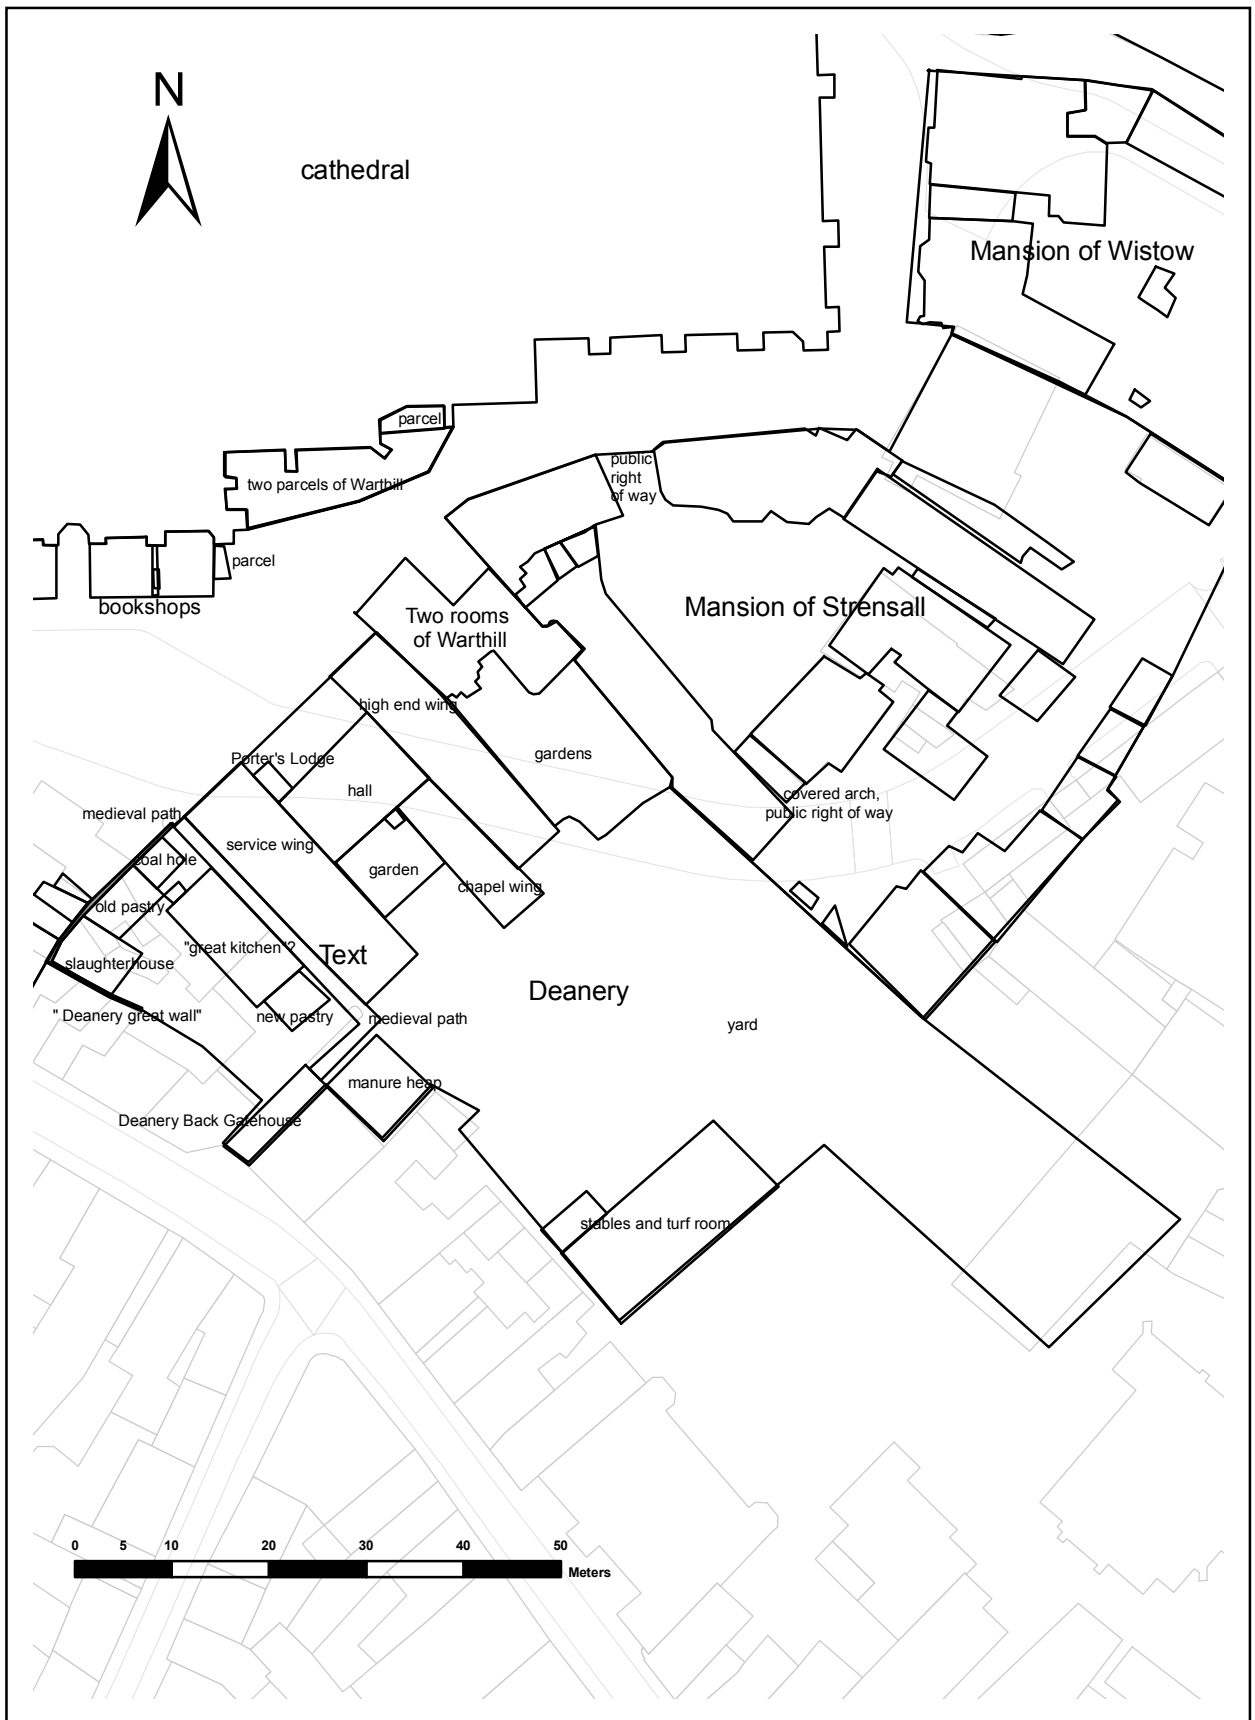 N
cathedral
Mansion of Wistow
parcel
public
right
of way
two parcels of Warthill
parcel
bookshops
Two rooms
of Warthill
Mansion of Strensall
high end wing
gardens
Porter's Lodge
hall
covered arch,
public right of way
medieval path
service wing
coal hole
garden
chapel wing
old pastry
"great kitchen"?
Text
slaughterhouse
Deanery
" Deanery great wall"
new pastry
medieval path
yard
manure heap
Deanery Back Gatehouse
stables and turf room
0 5 10 20 30 40 50
Meters